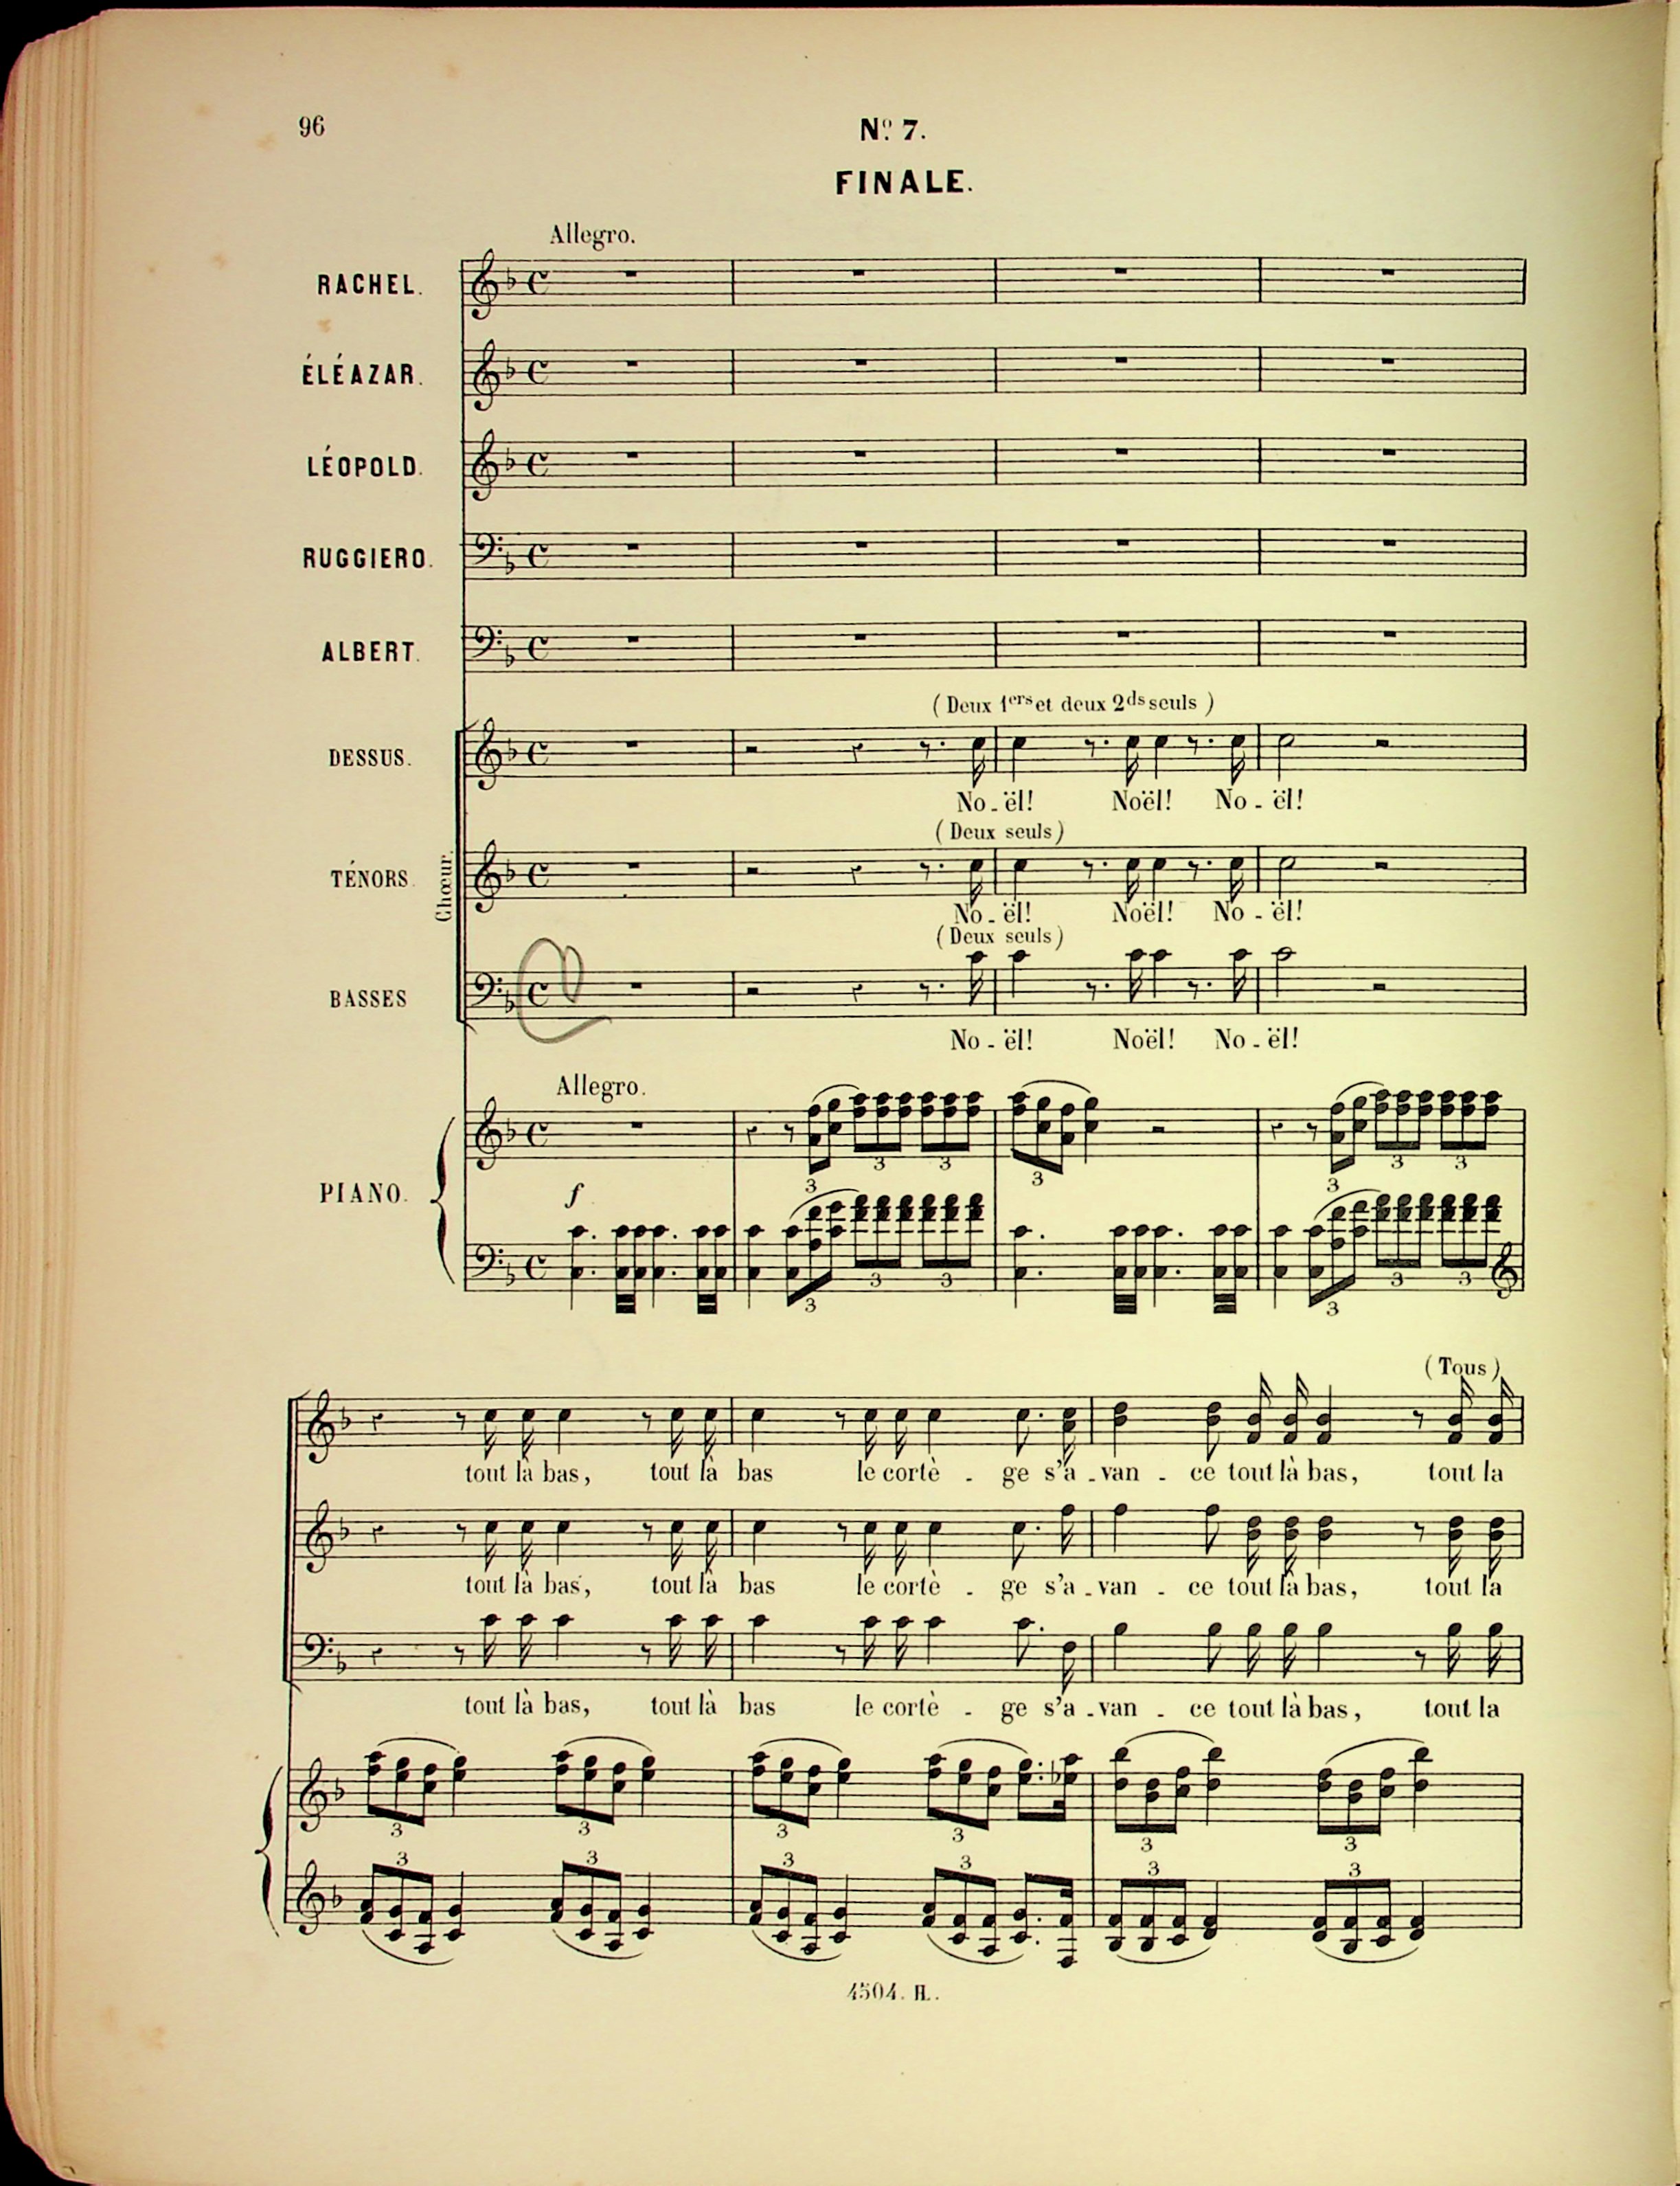 96
Nº 7.
FINALE.
Allegro.
RACHEL.
ÉLÉAZAR.
LÉOPOLD.
RUGGIERO.
ALBERT.
(Deux 1ers et deux 2ds seuls)
DESSUS.
No-ël! Noël! No-ël!
(Deux seuls)
TÉNORS
Chœur.
No-ël! Noël! No-ël!
(Deux seuls)
BASSES
No-ël! Noël! No-ël!
Allegro.
3 3 3 3 3 3 3
PIANO.
f
3 3 3 3 3 3
(Tous)
tout là bas, tout là bas le cortè - ge s'a - van - ce tout là bas, tout la
tout là bas, tout là bas le cortè - ge s'a - van - ce tout là bas, tout la
tout là bas, tout là bas le cortè - ge s'a - van - ce tout là bas, tout la
3 3 3 3 3 3
3 3 3 3 3 3
4504. H.